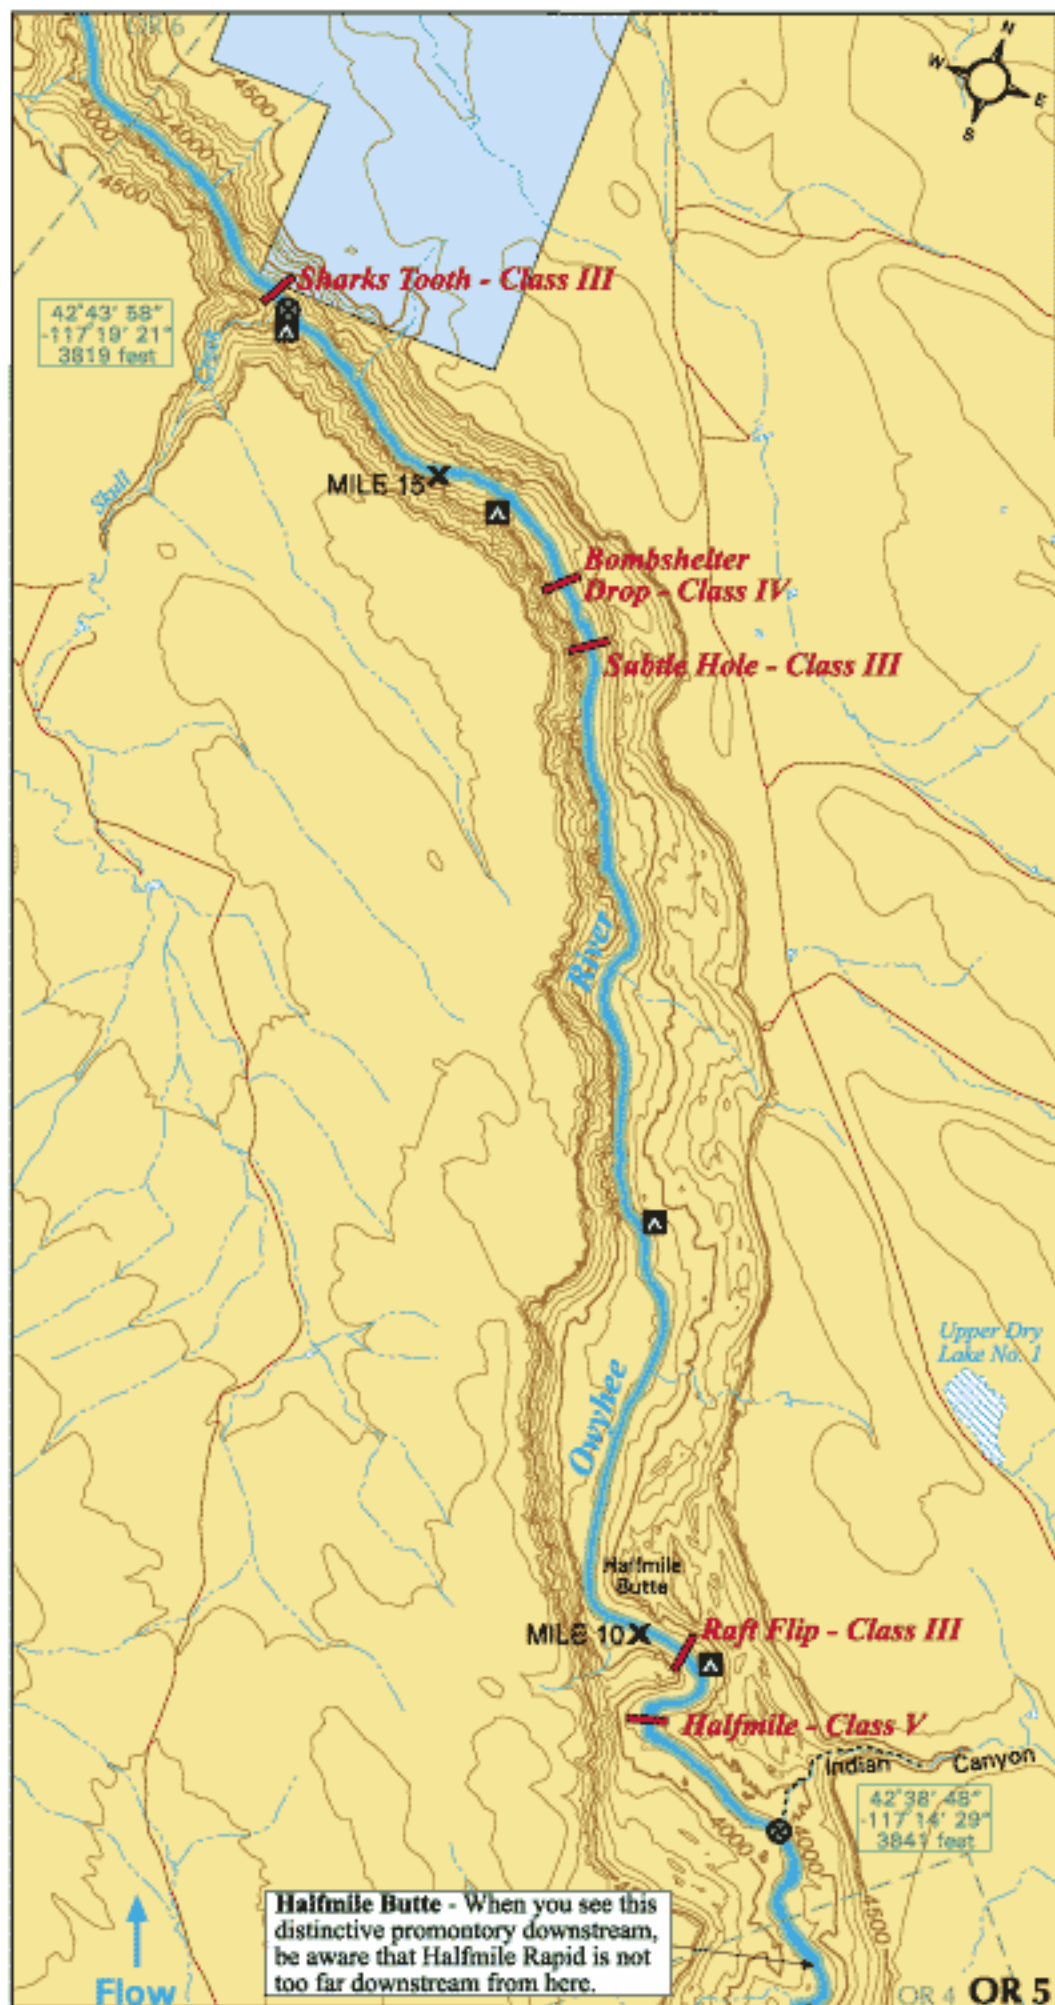 OR 6
N
W
E
S
4500
4000
4000
4500
Sharks Tooth - Class III
42°43' 58"
-117°19' 21"
3819 feet
Creek
Skull
MILE 15
Bombshelter
Drop - Class IV
Subtle Hole - Class III
River
Upper Dry
Lake No. 1
Owyhee
Halfmile
Butte
MILE 10
Raft Flip - Class III
Halfmile - Class V
Indian Canyon
42°38' 48"
-117°14' 29"
3841 feet
4000
4000
4500
Halfmile Butte - When you see this
distinctive promontory downstream,
be aware that Halfmile Rapid is not
too far downstream from here.
Flow
OR 4
OR 5